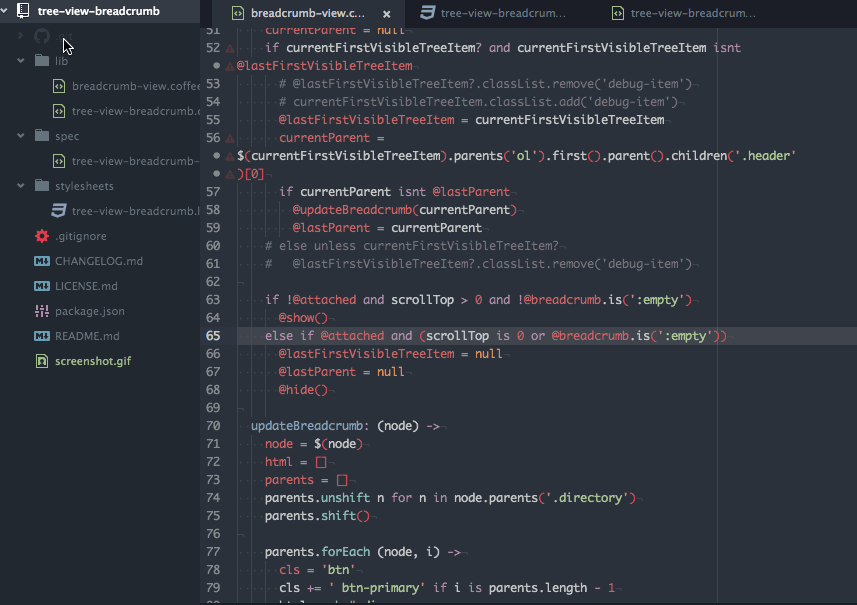 tree-view-breadcrumb
breadcrumb-view.c...
tree-view-breadcrum...
tree-view-breadcrum...
.git
lib
breadcrumb-view.coffee
tree-view-breadcrumb.c
spec
tree-view-breadcrumb-
stylesheets
tree-view-breadcrumb.l
.gitignore
CHANGELOG.md
LICENSE.md
package.json
README.md
screenshot.gif
51 currentParent = null
52 if currentFirstVisibleTreeItem? and currentFirstVisibleTreeItem isnt
@lastFirstVisibleTreeItem
53 # @lastFirstVisibleTreeItem?.classList.remove('debug-item')
54 # currentFirstVisibleTreeItem.classList.add('debug-item')
55 @lastFirstVisibleTreeItem = currentFirstVisibleTreeItem
56 currentParent =
$(currentFirstVisibleTreeItem).parents('ol').first().parent().children('.header'
)[0]
57 if currentParent isnt @lastParent
58 @updateBreadcrumb(currentParent)
59 @lastParent = currentParent
60 # else unless currentFirstVisibleTreeItem?
61 # @lastFirstVisibleTreeItem?.classList.remove('debug-item')
62
63 if !@attached and scrollTop > 0 and !@breadcrumb.is(':empty')
64 @show()
65 else if @attached and (scrollTop is 0 or @breadcrumb.is(':empty'))
66 @lastFirstVisibleTreeItem = null
67 @lastParent = null
68 @hide()
69
70 updateBreadcrumb: (node) ->
71 node = $(node)
72 html = []
73 parents = []
74 parents.unshift n for n in node.parents('.directory')
75 parents.shift()
76
77 parents.forEach (node, i) ->
78 cls = 'btn'
79 cls += ' btn-primary' if i is parents.length - 1